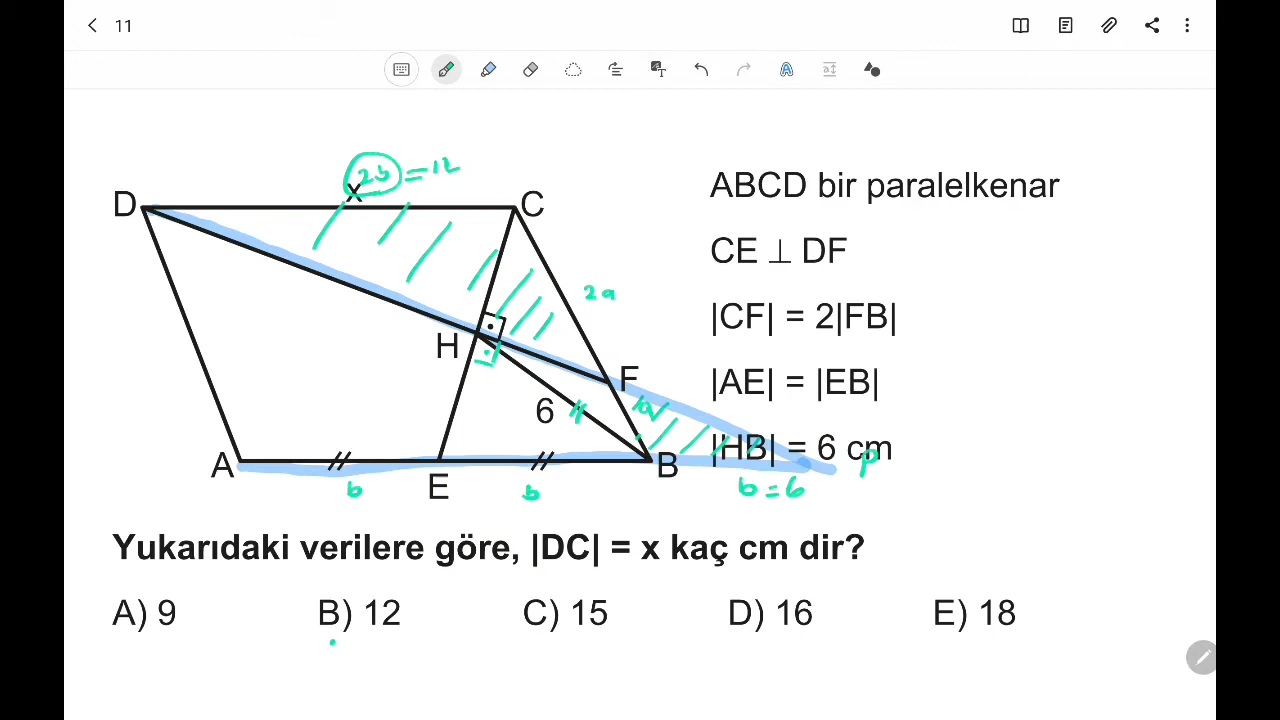 11
2b = 12
x
D
C
ABCD bir paralelkenar
CE ⊥ DF
2a
|CF| = 2|FB|
H
F
|AE| = |EB|
6
a
|HB| = 6 cm
A
E
B
P
b
b
b = 6
Yukarıdaki verilere göre, |DC| = x kaç cm dir?
A) 9 B) 12 C) 15 D) 16 E) 18